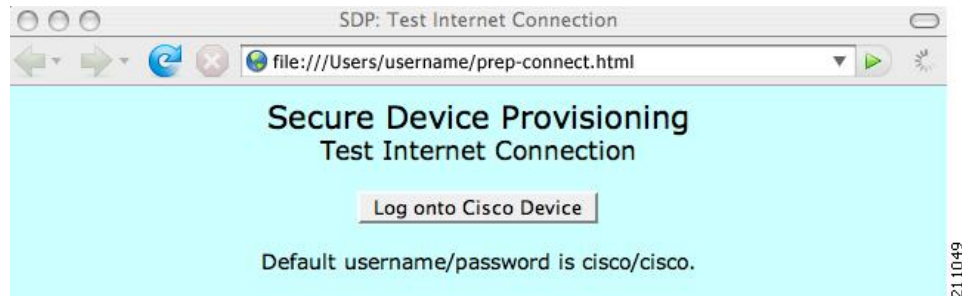 SDP: Test Internet Connection
file:///Users/username/prep-connect.html
Secure Device Provisioning
Test Internet Connection
Log onto Cisco Device
Default username/password is cisco/cisco.
211049